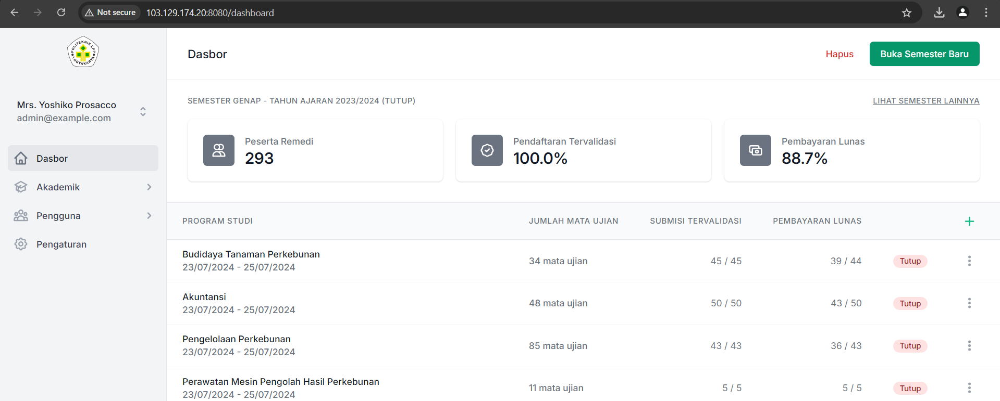 Not secure
103.129.174.20:8080/dashboard
POLITEKNIK LPP
YOGYAKARTA
Dasbor
Hapus
Buka Semester Baru
SEMESTER GENAP - TAHUN AJARAN 2023/2024 (TUTUP)
LIHAT SEMESTER LAINNYA
Mrs. Yoshiko Prosacco
admin@example.com
Dasbor
Akademik
Pengguna
Pengaturan
Peserta Remedi
293
Pendaftaran Tervalidasi
100.0%
Pembayaran Lunas
88.7%
PROGRAM STUDI JUMLAH MATA UJIAN SUBMISI TERVALIDASI PEMBAYARAN LUNAS
Budidaya Tanaman Perkebunan
23/07/2024 - 25/07/2024
34 mata ujian 45 / 45 39 / 44 Tutup
Akuntansi
23/07/2024 - 25/07/2024
48 mata ujian 50 / 50 43 / 50 Tutup
Pengelolaan Perkebunan
23/07/2024 - 25/07/2024
85 mata ujian 43 / 43 36 / 43 Tutup
Perawatan Mesin Pengolah Hasil Perkebunan
23/07/2024 - 25/07/2024
11 mata ujian 5 / 5 5 / 5 Tutup